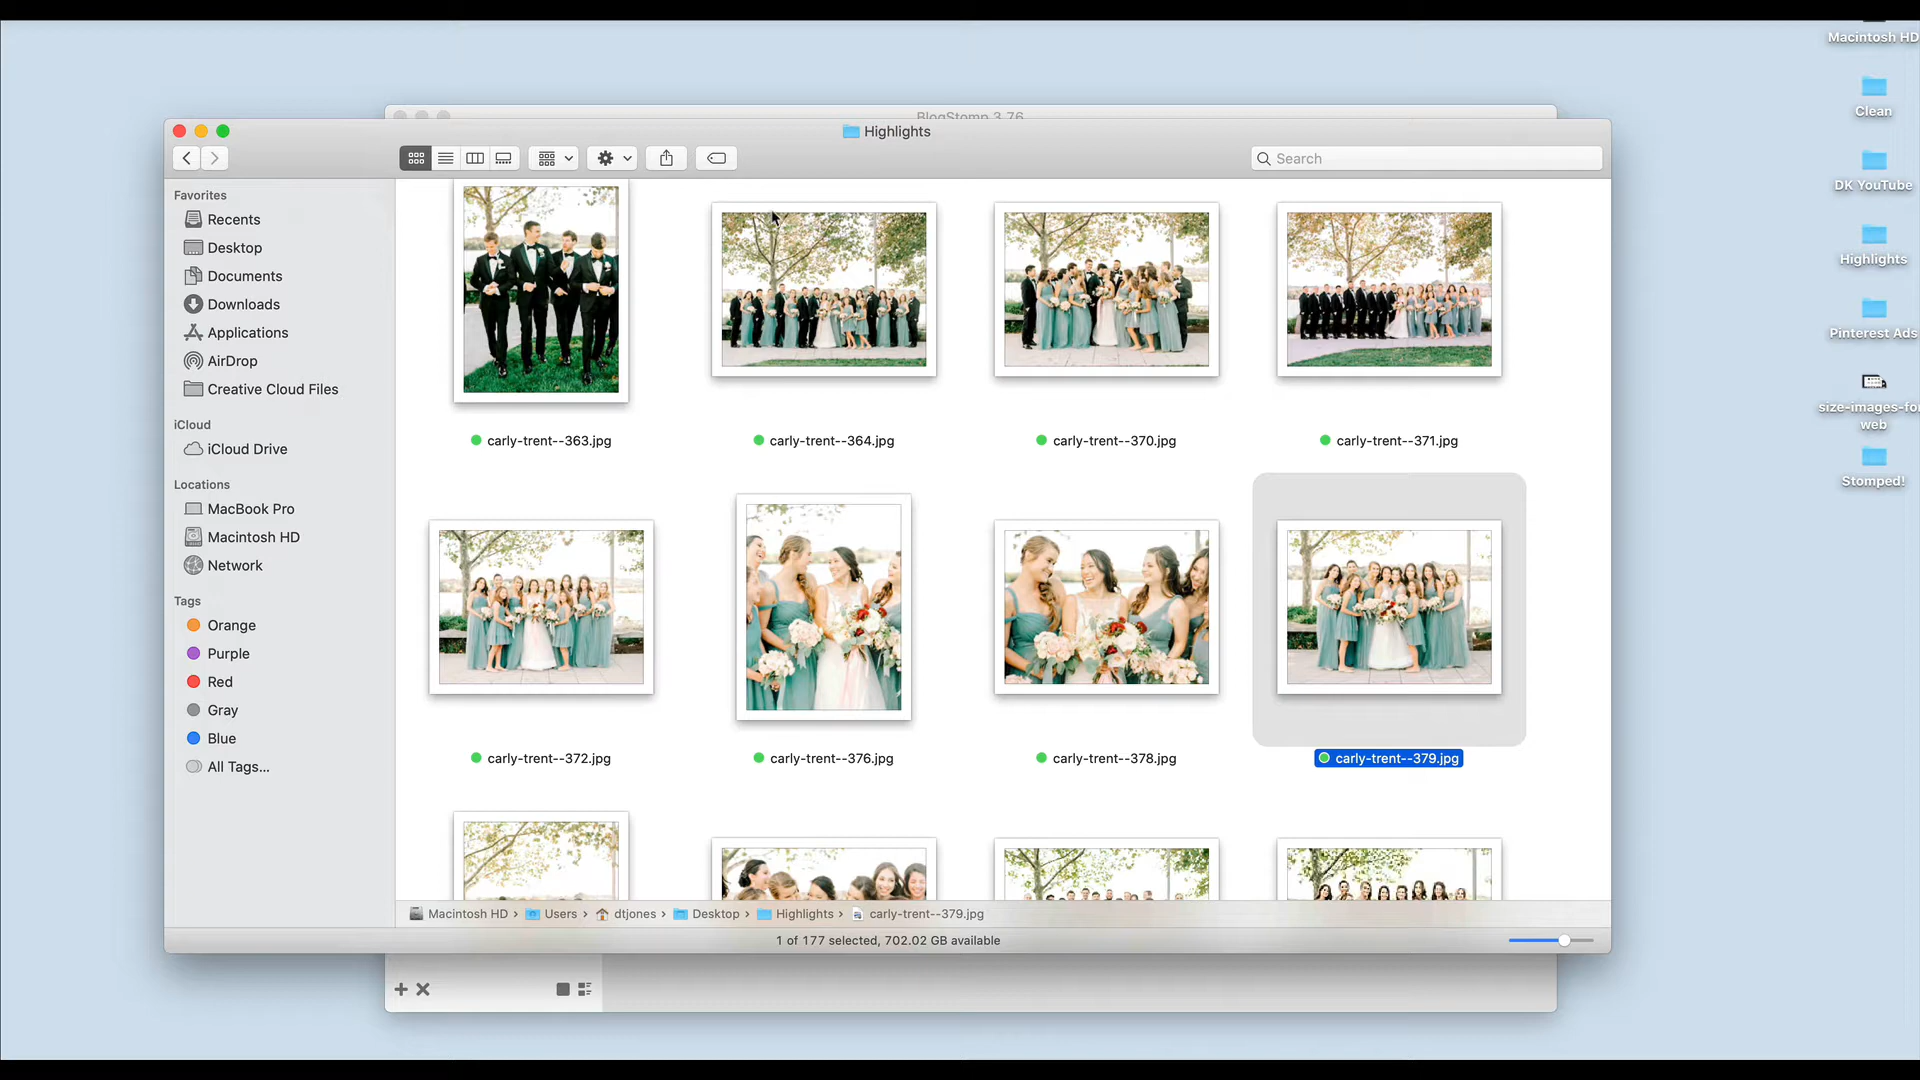 Macintosh HD
Clean
DK YouTube
Highlights
Pinterest Ads
size-images-for
web
Stomped!
BlogStomp 3.76
Highlights
Search
Favorites
Recents
Desktop
Documents
Downloads
Applications
AirDrop
Creative Cloud Files
iCloud
iCloud Drive
Locations
MacBook Pro
Macintosh HD
Network
Tags
Orange
Purple
Red
Gray
Blue
All Tags...
carly-trent--363.jpg
carly-trent--364.jpg
carly-trent--370.jpg
carly-trent--371.jpg
carly-trent--372.jpg
carly-trent--376.jpg
carly-trent--378.jpg
carly-trent--379.jpg
Macintosh HD › Users › dtjones › Desktop › Highlights › carly-trent--379.jpg
1 of 177 selected, 702.02 GB available